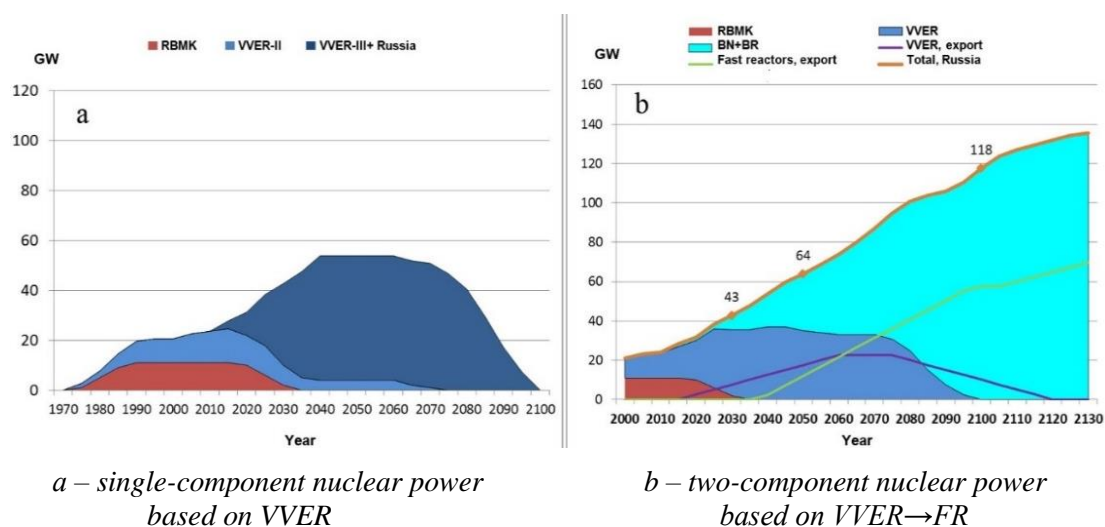 GW
RBMK VVER-II VVER-III+ Russia
a
120
100
80
60
40
20
0
1970 1980 1990 2000 2010 2020 2030 2040 2050 2060 2070 2080 2090 2100
Year
a – single-component nuclear power
based on VVER
GW
RBMK VVER
BN+BR VVER, export
Fast reactors, export Total, Russia
b
160
140
120
100
80
60
40
20
0
43
64
118
2000 2010 2020 2030 2040 2050 2060 2070 2080 2090 2100 2110 2120 2130
Year
b – two-component nuclear power
based on VVER→FR